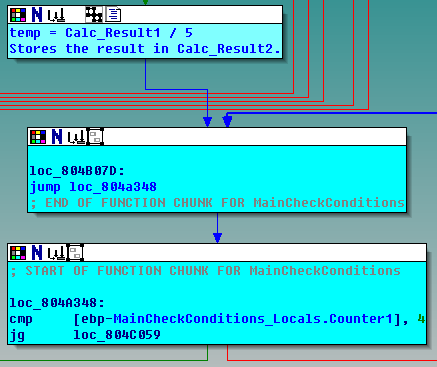 temp = Calc_Result1 / 5
Stores the result in Calc_Result2.
loc_804B07D:
jump loc_804a348
; END OF FUNCTION CHUNK FOR MainCheckConditions
; START OF FUNCTION CHUNK FOR MainCheckConditions
loc_804A348:
cmp [ebp-MainCheckConditions_Locals.Counter1], 4
jg loc_804C059